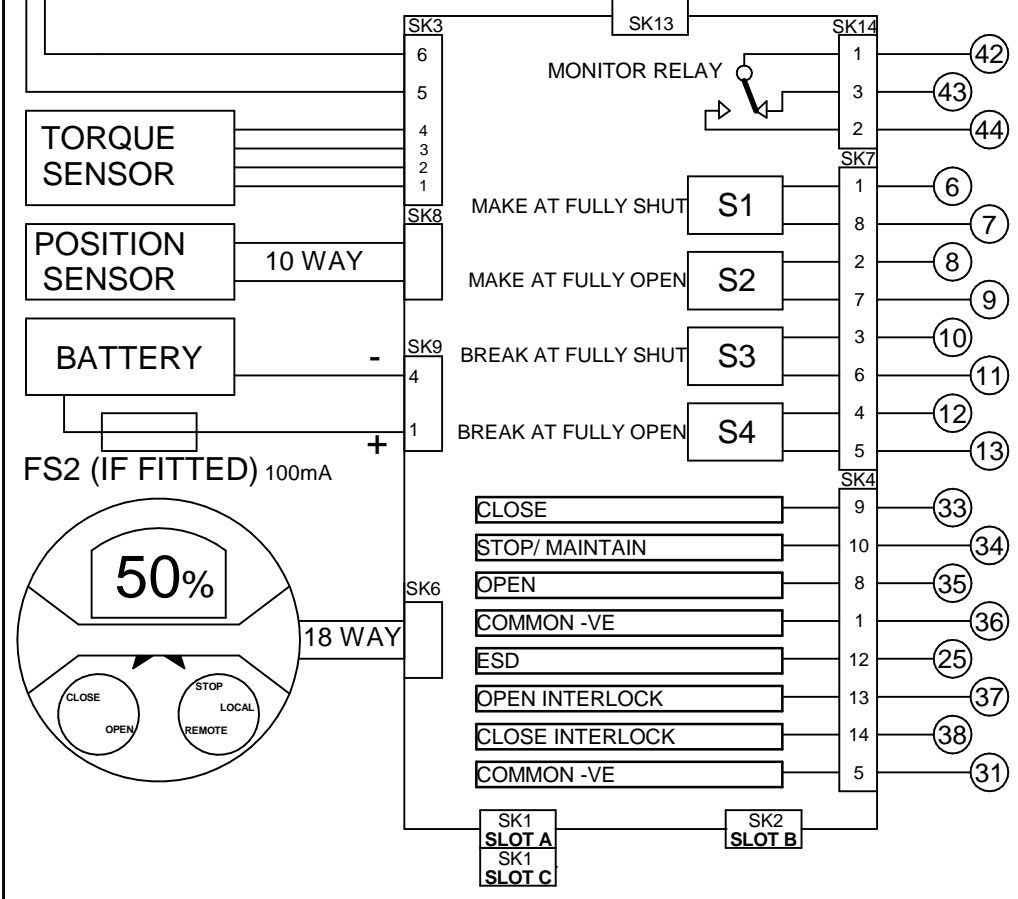 SK13
SK3
6
5
4
3
2
1
TORQUE
SENSOR
SK8
POSITION
SENSOR
10 WAY
SK9
BATTERY
-
4
1
+
FS2 (IF FITTED) 100mA
50%
CLOSE
OPEN
STOP
LOCAL
REMOTE
18 WAY
SK6
MONITOR RELAY
SK14
1 42
3 43
2 44
SK7
MAKE AT FULLY SHUT S1
1 6
8 7
MAKE AT FULLY OPEN S2
2 8
7 9
BREAK AT FULLY SHUT S3
3 10
6 11
BREAK AT FULLY OPEN S4
4 12
5 13
SK4
CLOSE 9 33
STOP/ MAINTAIN 10 34
OPEN 8 35
COMMON -VE 1 36
ESD 12 25
OPEN INTERLOCK 13 37
CLOSE INTERLOCK 14 38
COMMON -VE 5 31
SK1
SLOT A
SK1
SLOT C
SK2
SLOT B